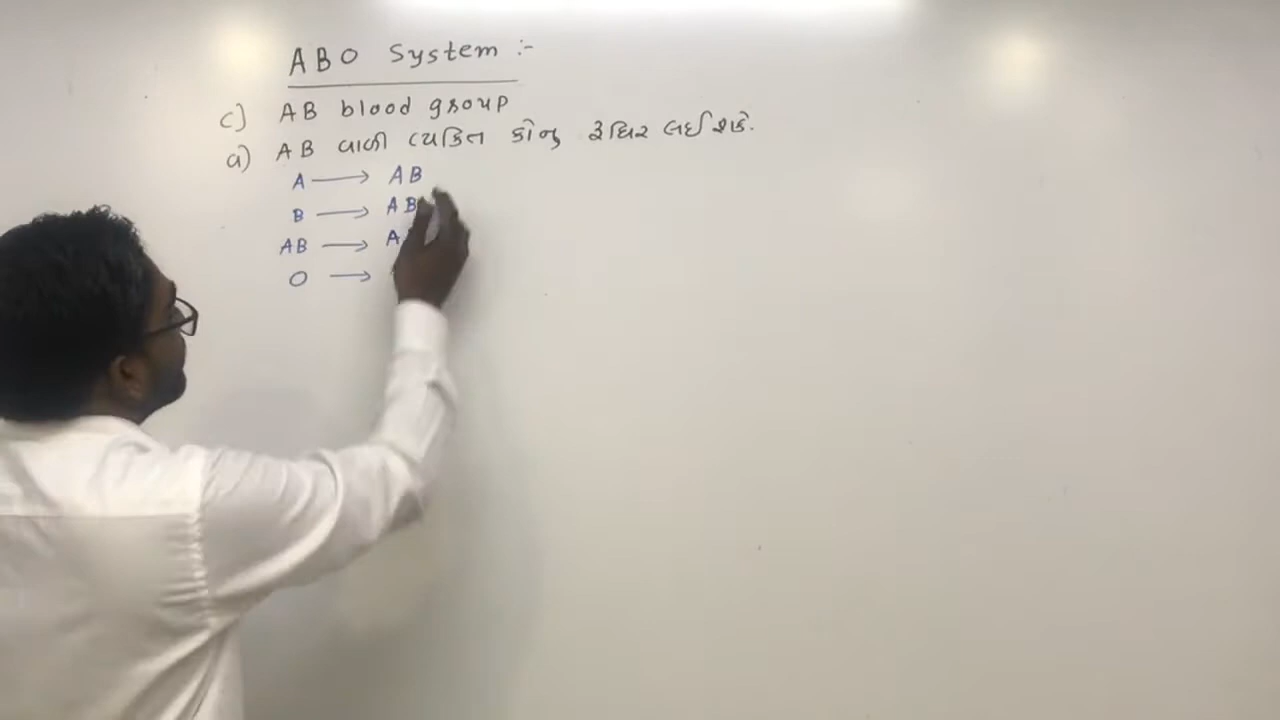 ABO System :-
c) AB blood group
a) AB વાળી વ્યકિત કોનુ રૂધિર લઈ શકે.
A → AB
B → AB
AB → A
O →